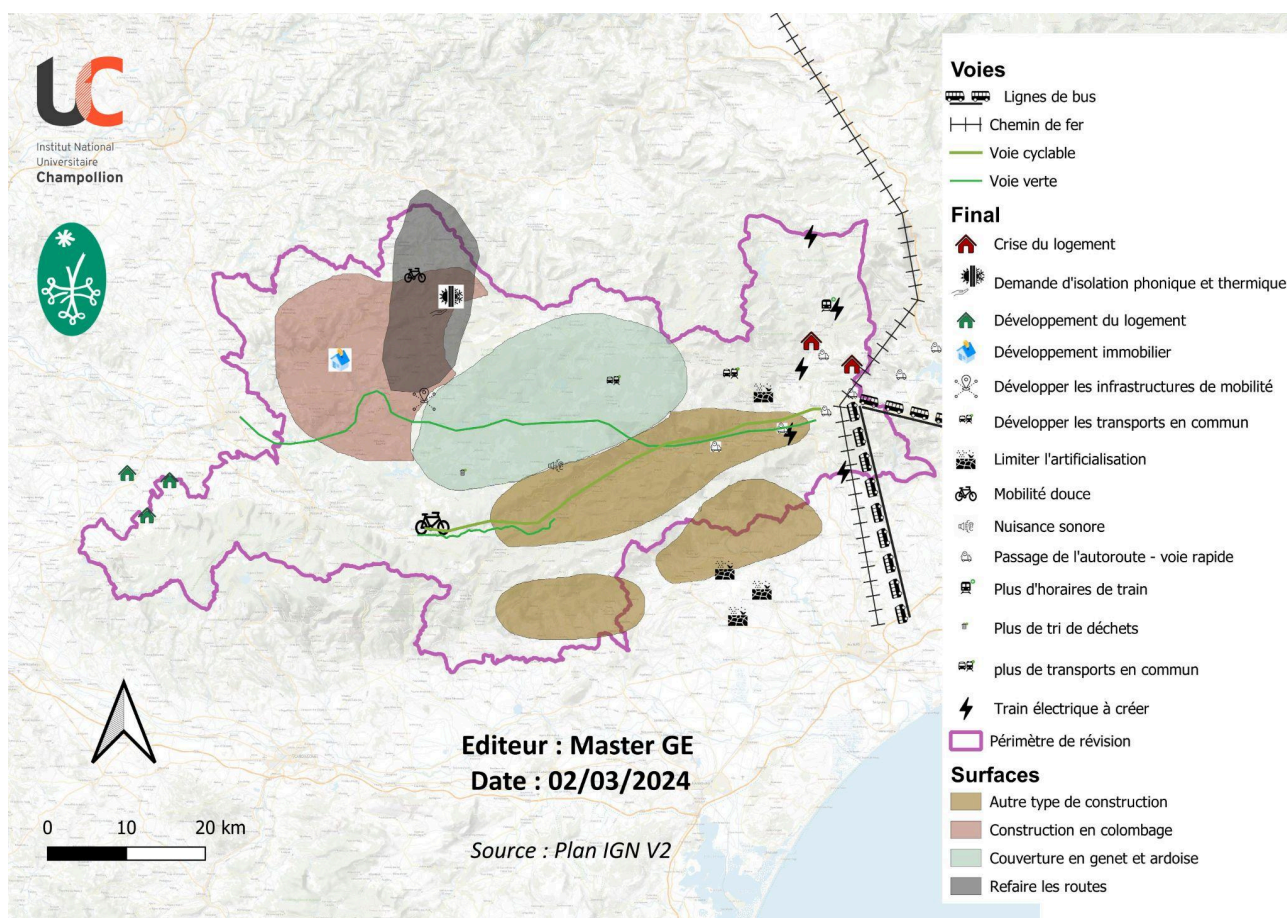 UC
Institut National
Universitaire
Champollion
Editeur : Master GE
Date : 02/03/2024
Source : Plan IGN V2
0 10 20 km
Voies
Lignes de bus
Chemin de fer
Voie cyclable
Voie verte
Final
Crise du logement
Demande d'isolation phonique et thermique
Développement du logement
Développement immobilier
Développer les infrastructures de mobilité
Développer les transports en commun
Limiter l'artificialisation
Mobilité douce
Nuisance sonore
Passage de l'autoroute - voie rapide
Plus d'horaires de train
Plus de tri de déchets
plus de transports en commun
Train électrique à créer
Périmètre de révision
Surfaces
Autre type de construction
Construction en colombage
Couverture en genet et ardoise
Refaire les routes